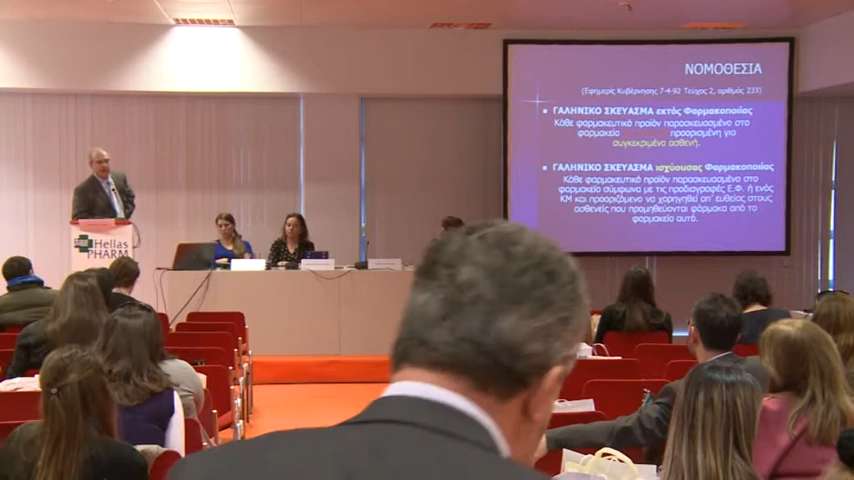 ΝΟΜΟΘΕΣΙΑ
(Εφημερίς Κυβέρνησης 7-4-92 Τεύχος 2, αριθμός 233)
• ΓΑΛΗΝΙΚΟ ΣΚΕΥΑΣΜΑ εκτός Φαρμακοποιίας
Κάθε φαρμακευτικό προϊόν παρασκευασμένο στο
φαρμακείο προορισμένη για
συγκεκριμένο ασθενή.
• ΓΑΛΗΝΙΚΟ ΣΚΕΥΑΣΜΑ ισχύουσας Φαρμακοποιίας
Κάθε φαρμακευτικό προϊόν παρασκευασμένο στο
φαρμακείο σύμφωνα με τις προδιαγραφές Ε.Φ. ή ενός
ΚΜ και προοριζόμενο να χορηγηθεί απ' ευθείας στους
ασθενείς που προμηθεύονται φάρμακα από το
φαρμακείο αυτό.
Hellas
PHARM